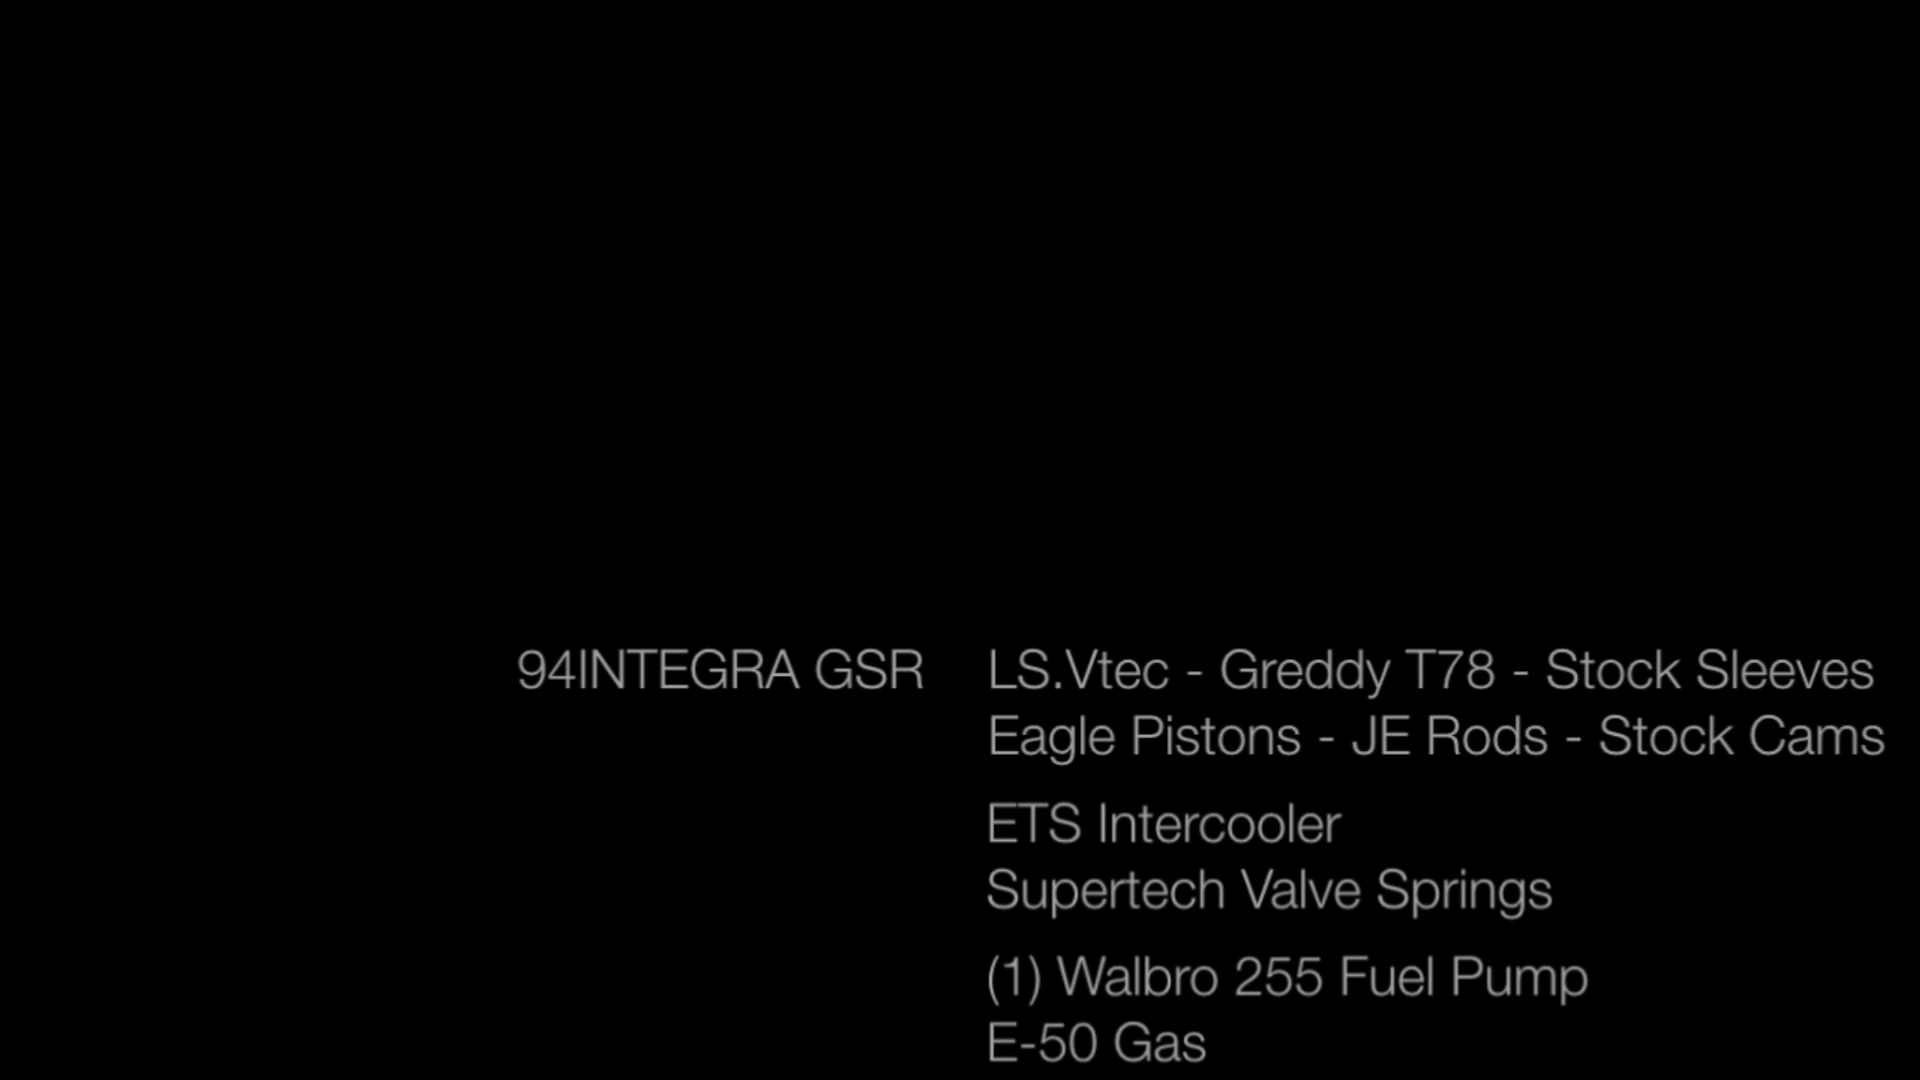 94INTEGRA GSR
LS.Vtec - Greddy T78 - Stock Sleeves
Eagle Pistons - JE Rods - Stock Cams
ETS Intercooler
Supertech Valve Springs
(1) Walbro 255 Fuel Pump
E-50 Gas